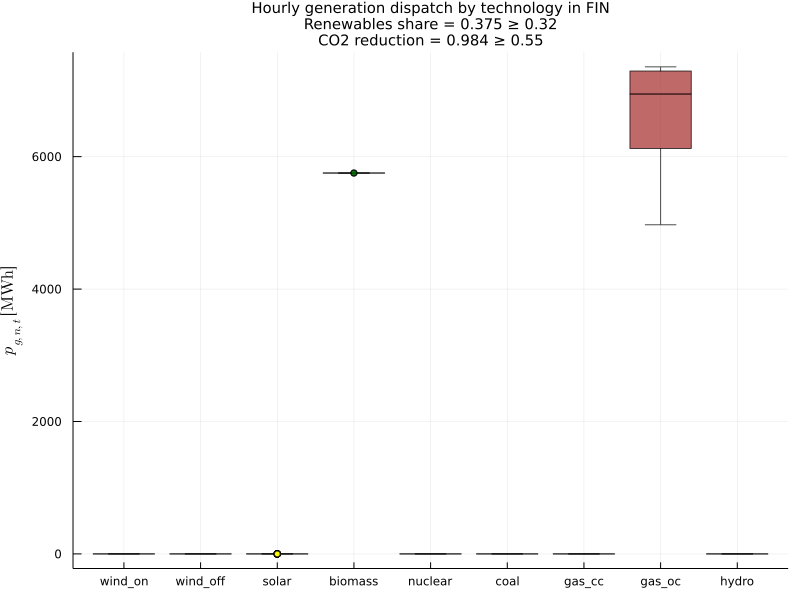 Hourly generation dispatch by technology in FIN
Renewables share = 0.375 ≥ 0.32
CO2 reduction = 0.984 ≥ 0.55
p_{g,n,t} [MWh]
6000
4000
2000
0
wind_on wind_off solar biomass nuclear coal gas_cc gas_oc hydro